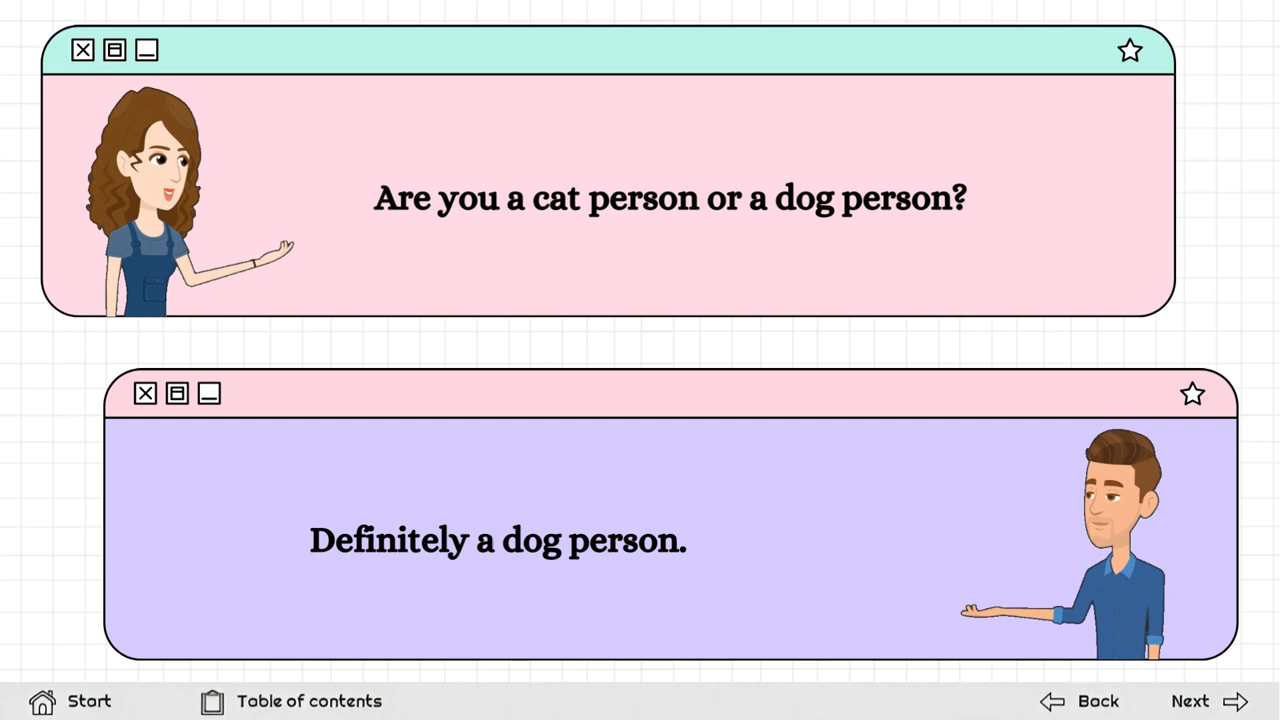 Are you a cat person or a dog person?
Definitely a dog person.
Start
Table of contents
Back
Next